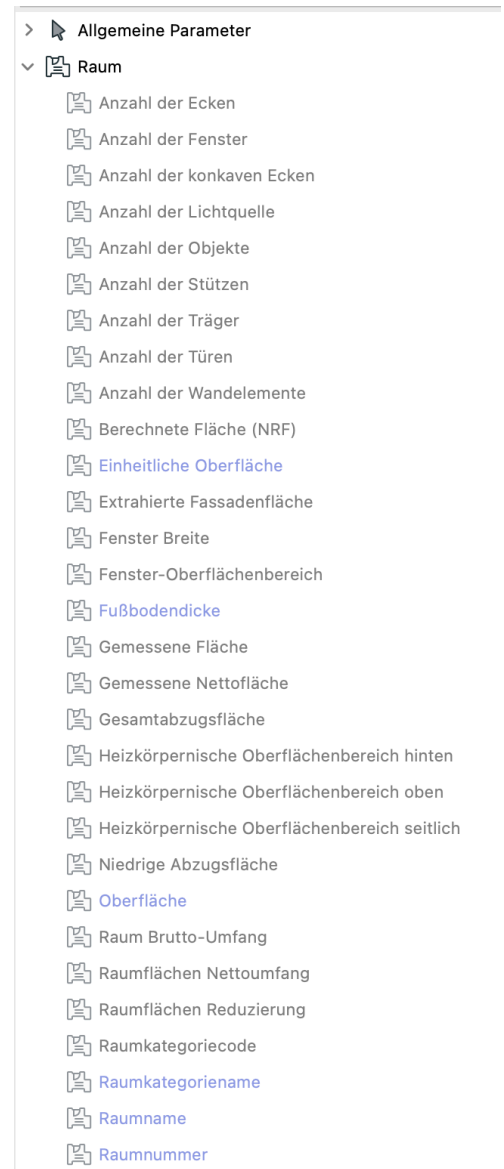 Allgemeine Parameter
Raum
Anzahl der Ecken
Anzahl der Fenster
Anzahl der konkaven Ecken
Anzahl der Lichtquelle
Anzahl der Objekte
Anzahl der Stützen
Anzahl der Träger
Anzahl der Türen
Anzahl der Wandelemente
Berechnete Fläche (NRF)
Einheitliche Oberfläche
Extrahierte Fassadenfläche
Fenster Breite
Fenster-Oberflächenbereich
Fußbodendicke
Gemessene Fläche
Gemessene Nettofläche
Gesamtabzugsfläche
Heizkörpernische Oberflächenbereich hinten
Heizkörpernische Oberflächenbereich oben
Heizkörpernische Oberflächenbereich seitlich
Niedrige Abzugsfläche
Oberfläche
Raum Brutto-Umfang
Raumflächen Nettoumfang
Raumflächen Reduzierung
Raumkategoriecode
Raumkategoriename
Raumname
Raumnummer